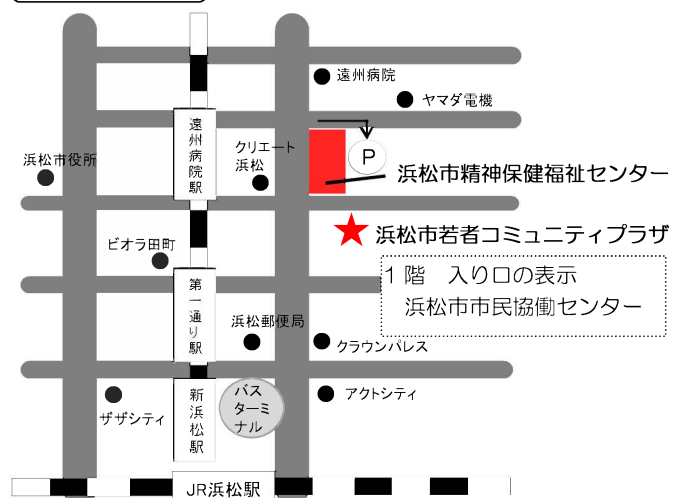 遠州病院
ヤマダ電機
遠州病院駅
クリエート
浜松
P
浜松市役所
浜松市精神保健福祉センター
浜松市若者コミュニティプラザ
ビオラ田町
1階　入り口の表示
浜松市市民協働センター
第一通り駅
浜松郵便局
クラウンパレス
新浜松駅
バス
ターミ
ナル
アクトシティ
ザザシティ
JR浜松駅